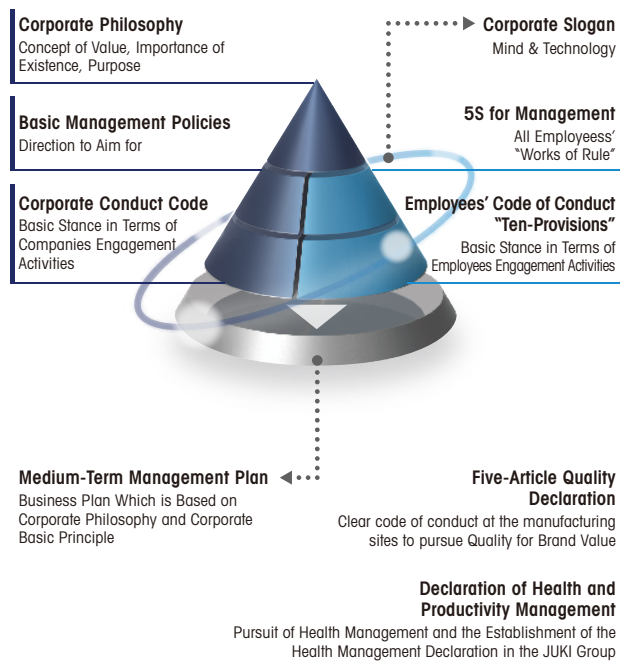 Corporate Philosophy
Concept of Value, Importance of
Existence, Purpose
Corporate Slogan
Mind & Technology
Basic Management Policies
Direction to Aim for
5S for Management
All Employeess’
“Works of Rule”
Corporate Conduct Code
Basic Stance in Terms of
Companies Engagement
Activities
Employees’ Code of Conduct
“Ten-Provisions”
Basic Stance in Terms of
Employees Engagement Activities
Medium-Term Management Plan
Business Plan Which is Based on
Corporate Philosophy and Corporate
Basic Principle
Five-Article Quality
Declaration
Clear code of conduct at the manufacturing
sites to pursue Quality for Brand Value
Declaration of Health and
Productivity Management
Pursuit of Health Management and the Establishment of the
Health Management Declaration in the JUKI Group